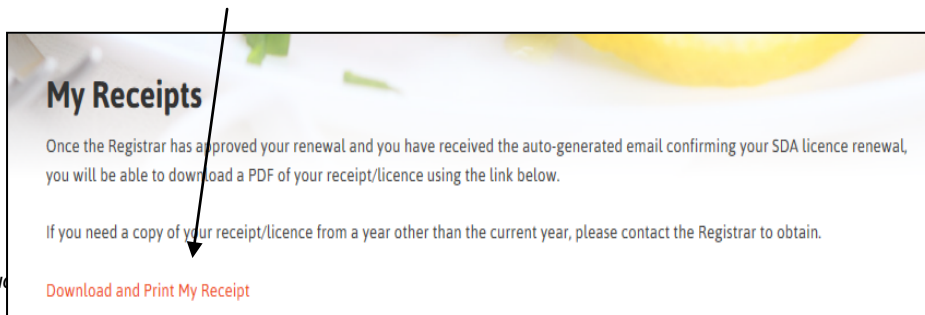 My Receipts
Once the Registrar has approved your renewal and you have received the auto-generated email confirming your SDA licence renewal,
you will be able to download a PDF of your receipt/licence using the link below.
If you need a copy of your receipt/licence from a year other than the current year, please contact the Registrar to obtain.
Download and Print My Receipt